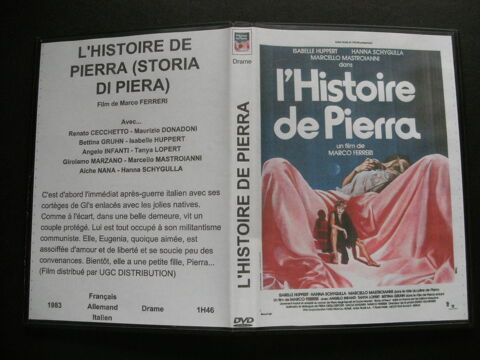 L'HISTOIRE DE
PIERRA (STORIA
DI PIERA)
Film de Marco FERRERI
Avec...
Renato CECCHETTO - Maurizio DONADONI
Bettina GRUHN - Isabelle HUPPERT
Angelo INFANTI - Tanya LOPERT
Girolamo MARZANO - Marcello MASTROIANNI
Aiche NANA - Hanna SCHYGULLA
C'est d'abord l'immédiat après-guerre italien avec ses
cortèges de GI's enlacés avec les jolies natives.
Comme à l'écart, dans une belle demeure, vit un
couple protégé. Lui est tout occupé à son militantisme
communiste. Elle, Eugenia, quoique aimée, est
assoiffée d'amour et de liberté et se soucie peu des
convenances. Bientôt, elle a une petite fille, Pierra...
(Film distribué par UGC DISTRIBUTION)
1983
Français
Allemand
Italien
Drame
1H46
Drame
L'HISTOIRE DE PIERRA
DVD
ISABELLE HUPPERT HANNA SCHYGULLA
MARCELLO MASTROIANNI
dans
l'Histoire
de Pierra
un film de
MARCO FERRERI
ISABELLE HUPPERT HANNA SCHYGULLA MARCELLO MASTROIANNI